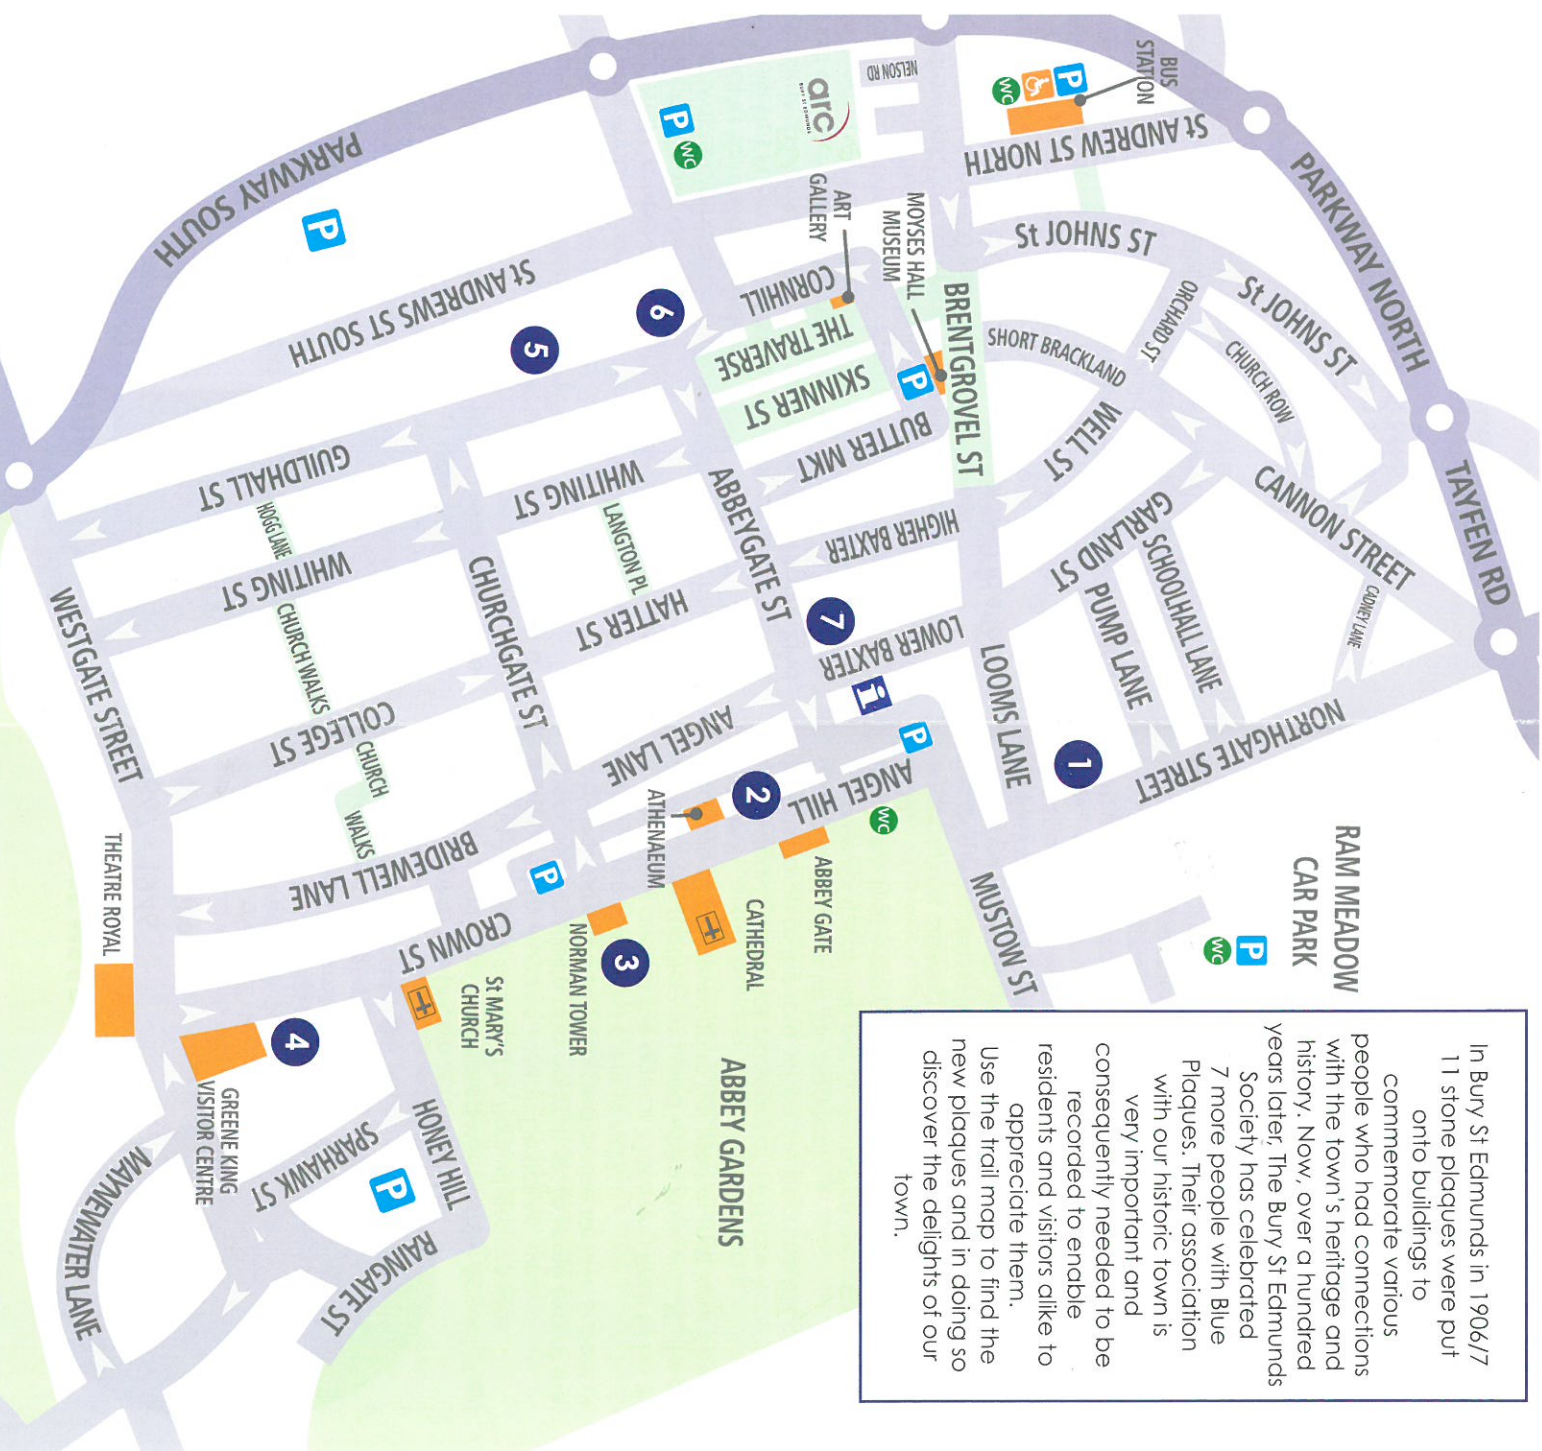 In Bury St Edmunds in 1906/7
11 stone plaques were put
onto buildings to
commemorate various
people who had connections
with the town's heritage and
history. Now, over a hundred
years later, The Bury St Edmunds
Society has celebrated
7 more people with Blue
Plaques. Their association
with our historic town is
very important and
consequently needed to be
recorded to enable
residents and visitors alike to
appreciate them.
Use the trail map to find the
new plaques and in doing so
discover the delights of our
town.
TAYFEN RD
PARKWAY NORTH
RAM MEADOW
CAR PARK
P
WC
CADNEY LANE
CANNON STREET
NORTHGATE STREET
St JOHNS ST
CHURCH ROW
ORCHARD ST
St JOHNS ST
SCHOOLHALL LANE
PUMP LANE
GARLAND ST
WELL ST
SHORT BRACKLAND
BUS
STATION
P
WC
St ANDREW ST NORTH
1
LOOMS LANE
MUSTOW ST
BRENTGROVEL ST
NELSON RD
MOYSES HALL
MUSEUM
P
BUTTER MKT
HIGHER BAXTER
LOWER BAXTER
i
P
WC
ANGEL HILL
7
ART
GALLERY
CORNHILL
THE TRAVERSE
SKINNER ST
arc
BURY ST EDMUNDS
P
WC
ABBEYGATE ST
ABBEY GATE
2
CATHEDRAL
ATHENAEUM
ABBEY GARDENS
ANGEL LANE
6
5
LANGTON PL
HATTER ST
WHITING ST
3
NORMAN TOWER
P
CHURCHGATE ST
St ANDREWS ST SOUTH
St MARY'S
CHURCH
CROWN ST
BRIDEWELL LANE
HONEY HILL
P
RAINGATE ST
SPARHAWK ST
PARKWAY SOUTH
P
GUILDHALL ST
HOGG LANE
WHITING ST
CHURCH WALKS
COLLEGE ST
CHURCH
WALKS
4
GREENE KING
VISITOR CENTRE
THEATRE ROYAL
WESTGATE STREET
MAYNEWATER LANE